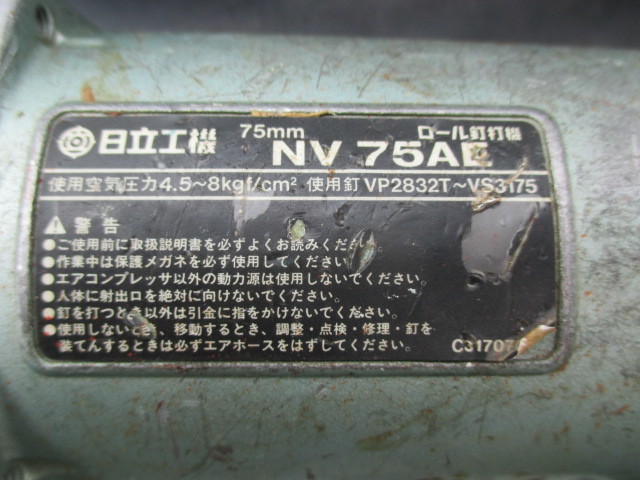 日立工機 75mm ロール釘打機
NV 75AE
使用空気圧力4.5～8kgf/cm² 使用釘 VP2832T～VS3175
⚠警告
●ご使用前に取扱説明書を必ずよくお読みください。
●作業中は保護メガネを必ず使用してください。
●エアコンプレッサ以外の動力源は使用しないでください。
●人体に射出口を絶対に向けないでください。
●釘を打つとき以外は引金に指をかけないでください。
●使用しないとき、移動するとき、調整・点検・修理・釘を
装てんするときは必ずエアホースをはずしてください。